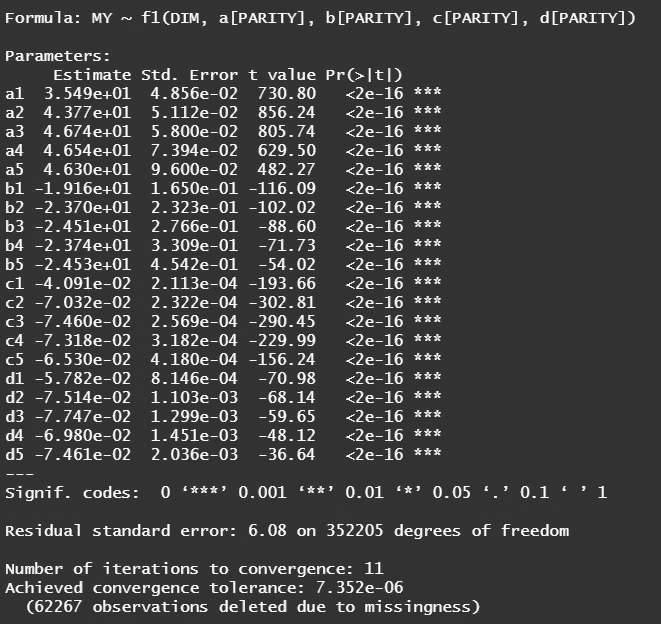 Formula: MY ~ f1(DIM, a[PARITY], b[PARITY], c[PARITY], d[PARITY])
Parameters:
Estimate Std. Error t value Pr(>|t|)
a1 3.549e+01 4.856e-02 730.80 <2e-16 ***
a2 4.377e+01 5.112e-02 856.24 <2e-16 ***
a3 4.674e+01 5.800e-02 805.74 <2e-16 ***
a4 4.654e+01 7.394e-02 629.50 <2e-16 ***
a5 4.630e+01 9.600e-02 482.27 <2e-16 ***
b1 -1.916e+01 1.650e-01 -116.09 <2e-16 ***
b2 -2.370e+01 2.323e-01 -102.02 <2e-16 ***
b3 -2.451e+01 2.766e-01 -88.60 <2e-16 ***
b4 -2.374e+01 3.309e-01 -71.73 <2e-16 ***
b5 -2.453e+01 4.542e-01 -54.02 <2e-16 ***
c1 -4.091e-02 2.113e-04 -193.66 <2e-16 ***
c2 -7.032e-02 2.322e-04 -302.81 <2e-16 ***
c3 -7.460e-02 2.569e-04 -290.45 <2e-16 ***
c4 -7.318e-02 3.182e-04 -229.99 <2e-16 ***
c5 -6.530e-02 4.180e-04 -156.24 <2e-16 ***
d1 -5.782e-02 8.146e-04 -70.98 <2e-16 ***
d2 -7.514e-02 1.103e-03 -68.14 <2e-16 ***
d3 -7.747e-02 1.299e-03 -59.65 <2e-16 ***
d4 -6.980e-02 1.451e-03 -48.12 <2e-16 ***
d5 -7.461e-02 2.036e-03 -36.64 <2e-16 ***
---
Signif. codes: 0 ‘***’ 0.001 ‘**’ 0.01 ‘*’ 0.05 ‘.’ 0.1 ‘ ’ 1
Residual standard error: 6.08 on 352205 degrees of freedom
Number of iterations to convergence: 11
Achieved convergence tolerance: 7.352e-06
(62267 observations deleted due to missingness)